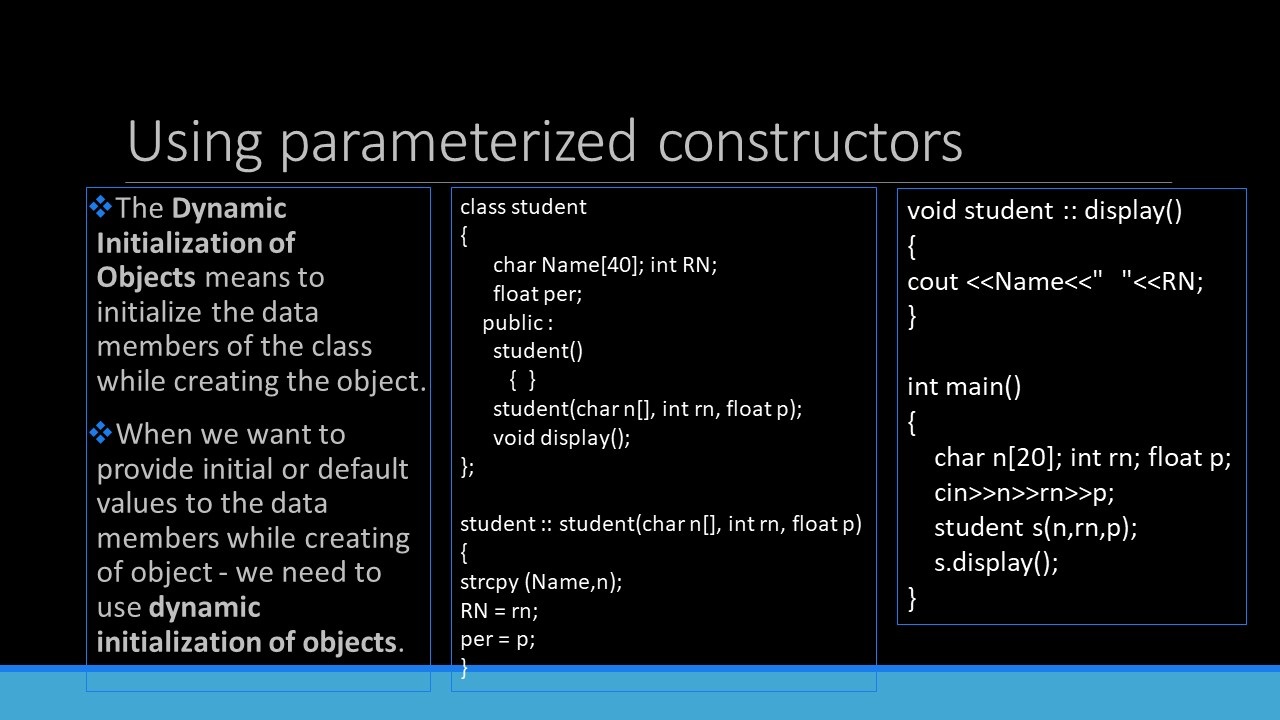 Using parameterized constructors
❖The Dynamic
Initialization of
Objects means to
initialize the data
members of the class
while creating the object.
❖When we want to
provide initial or default
values to the data
members while creating
of object - we need to
use dynamic
initialization of objects.
class student
{
char Name[40]; int RN;
float per;
public :
student()
{  }
student(char n[], int rn, float p);
void display();
};
student :: student(char n[], int rn, float p)
{
strcpy (Name,n);
RN = rn;
per = p;
}
void student :: display()
{
cout <<Name<<"   "<<RN;
}
int main()
{
char n[20]; int rn; float p;
cin>>n>>rn>>p;
student s(n,rn,p);
s.display();
}